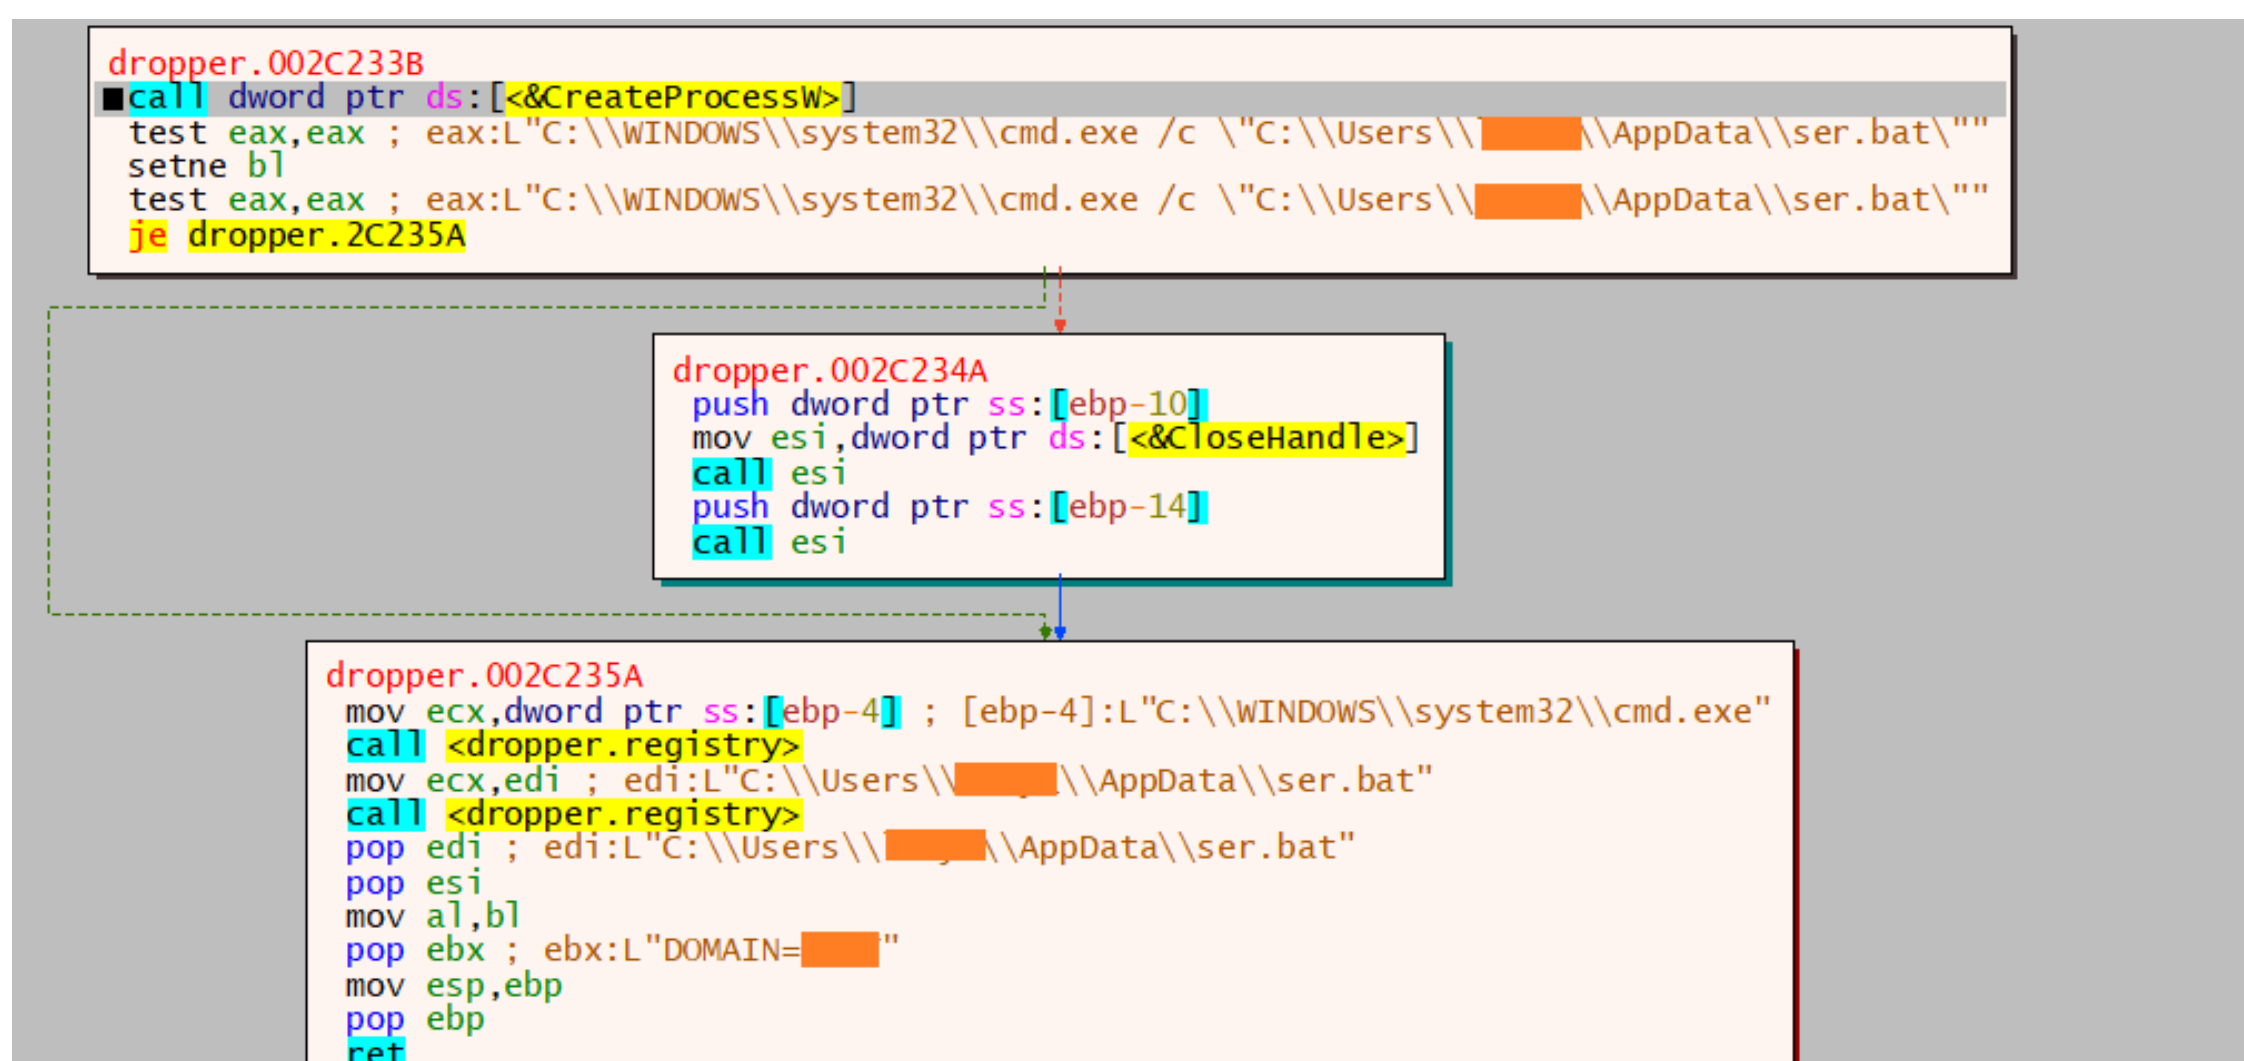 dropper.002C233B
call dword ptr ds:[<&CreateProcessW>]
test eax,eax ; eax:L"C:\\WINDOWS\\system32\\cmd.exe /c \"C:\\Users\\ \\AppData\\ser.bat\""
setne bl
test eax,eax ; eax:L"C:\\WINDOWS\\system32\\cmd.exe /c \"C:\\Users\\ \\AppData\\ser.bat\""
je dropper.2C235A
dropper.002C234A
push dword ptr ss:[ebp-10]
mov esi,dword ptr ds:[<&CloseHandle>]
call esi
push dword ptr ss:[ebp-14]
call esi
dropper.002C235A
mov ecx,dword ptr ss:[ebp-4] ; [ebp-4]:L"C:\\WINDOWS\\system32\\cmd.exe"
call <dropper.registry>
mov ecx,edi ; edi:L"C:\\Users\\ \\AppData\\ser.bat"
call <dropper.registry>
pop edi ; edi:L"C:\\Users\\ \\AppData\\ser.bat"
pop esi
mov al,bl
pop ebx ; ebx:L"DOMAIN= "
mov esp,ebp
pop ebp
ret